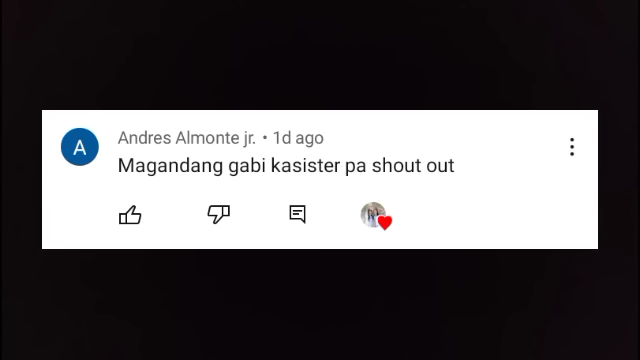 A
Andres Almonte jr. • 1d ago
Magandang gabi kasister pa shout out